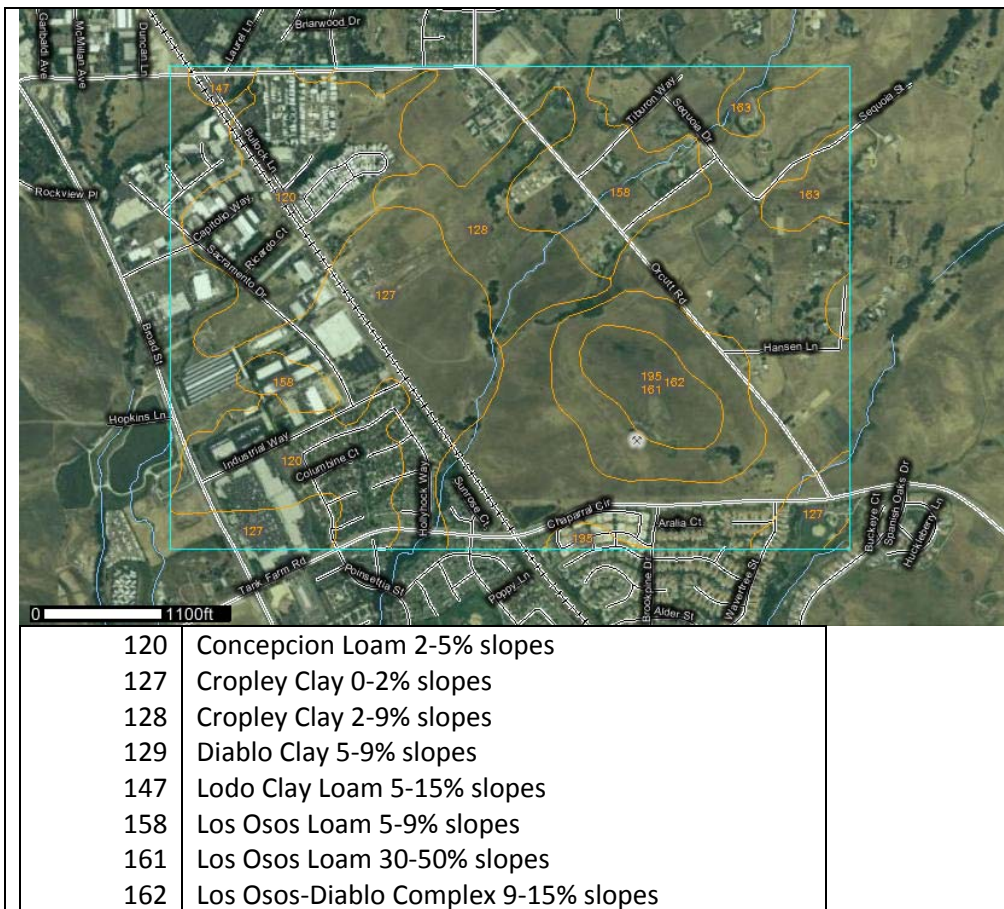 Garibaldi Ave
McMillan Ave
Duncan Ln
Laurel Ln
Briarwood Dr
147
Bullock Ln
Tiburon Way
Sequoia Dr
163
Sequoia St
Rockview Pl
Capitolio Way
120
Ricardo Ct
Sacramento Dr
158
163
128
127
Orcutt Rd
Broad St
Hansen Ln
158
195
161
162
Hopkins Ln
Industrial Way
120
Columbine Ct
Hollyhock Way
Sunrose Ct
Chaparral Cir
Aralia Ct
127
127
195
Buckeye Ct
Spanish Oaks Dr
Huckleberry Ln
Tank Farm Rd
Poinsettia St
Poppy Ln
Brookpine Dr
Wavertree St
Alder St
0 1100ft
120 Concepcion Loam 2-5% slopes
127 Cropley Clay 0-2% slopes
128 Cropley Clay 2-9% slopes
129 Diablo Clay 5-9% slopes
147 Lodo Clay Loam 5-15% slopes
158 Los Osos Loam 5-9% slopes
161 Los Osos Loam 30-50% slopes
162 Los Osos-Diablo Complex 9-15% slopes